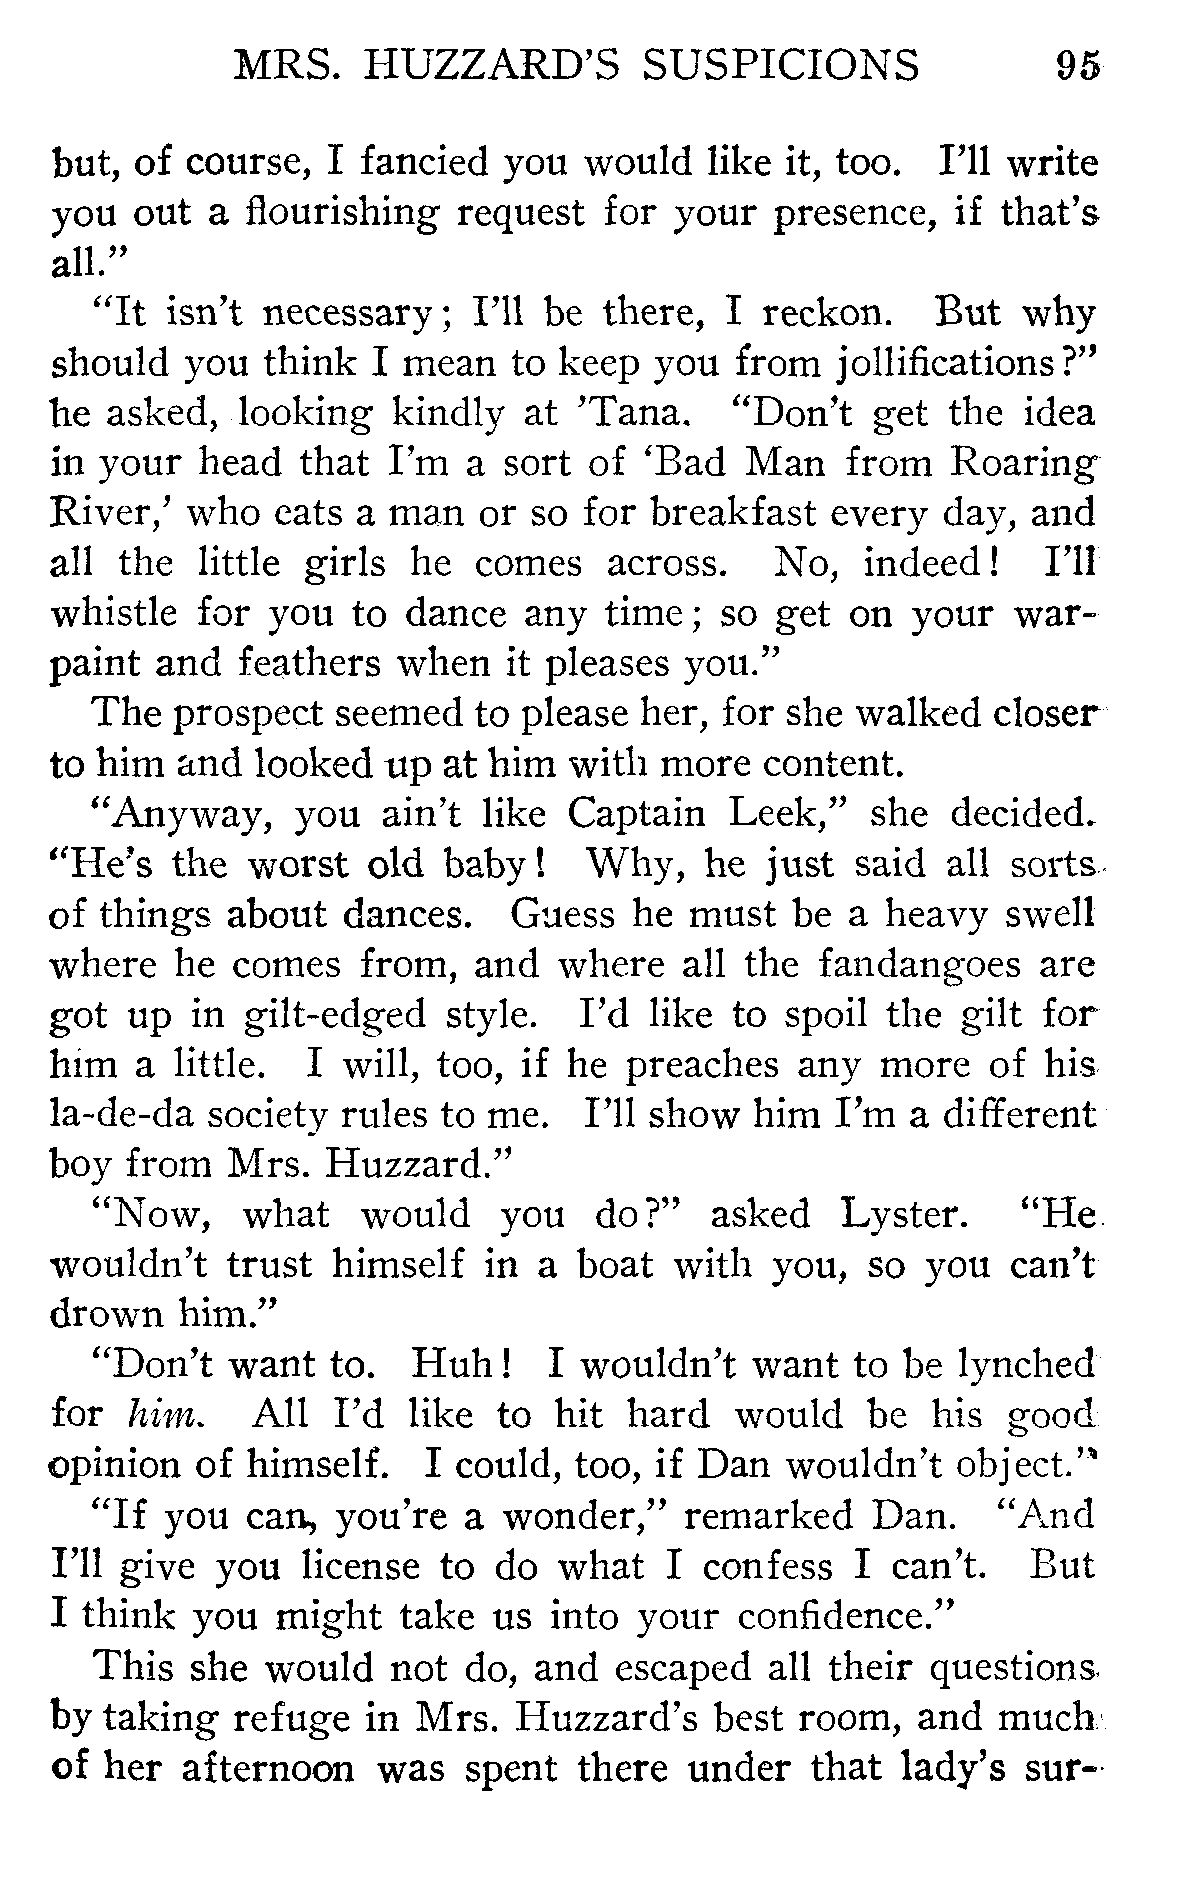 MRS. HUZZARD'S SUSPICIONS 95
but, of course, I fancied you would like it, too. I'll write
you out a flourishing request for your presence, if that's
all."
"It isn't necessary; I'll be there, I reckon. But why
should you think I mean to keep you from jollifications?"
he asked, looking kindly at 'Tana. "Don't get the idea
in your head that I'm a sort of 'Bad Man from Roaring
River,' who eats a man or so for breakfast every day, and
all the little girls he comes across. No, indeed! I'll
whistle for you to dance any time; so get on your war-
paint and feathers when it pleases you."
The prospect seemed to please her, for she walked closer
to him and looked up at him with more content.
"Anyway, you ain't like Captain Leek," she decided.
"He's the worst old baby! Why, he just said all sorts
of things about dances. Guess he must be a heavy swell
where he comes from, and where all the fandangoes are
got up in gilt-edged style. I'd like to spoil the gilt for
him a little. I will, too, if he preaches any more of his
la-de-da society rules to me. I'll show him I'm a different
boy from Mrs. Huzzard."
"Now, what would you do?" asked Lyster. "He
wouldn't trust himself in a boat with you, so you can't
drown him."
"Don't want to. Huh! I wouldn't want to be lynched
for him. All I'd like to hit hard would be his good
opinion of himself. I could, too, if Dan wouldn't object."
"If you can, you're a wonder," remarked Dan. "And
I'll give you license to do what I confess I can't. But
I think you might take us into your confidence."
This she would not do, and escaped all their questions
by taking refuge in Mrs. Huzzard's best room, and much
of her afternoon was spent there under that lady's sur-